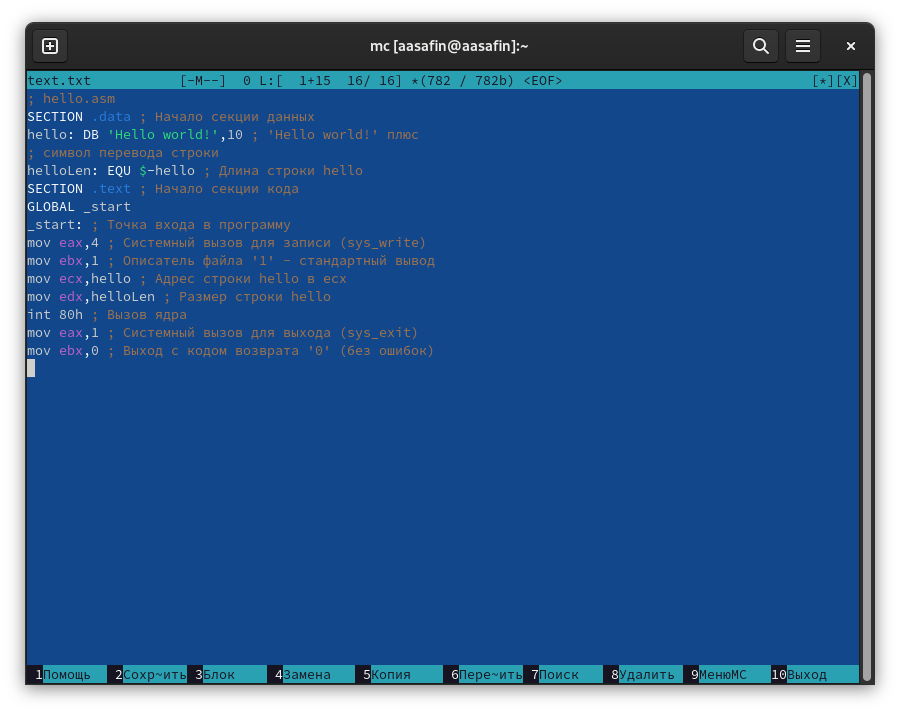 mc [aasafin@aasafin]:~
text.txt [-M--] 0 L:[ 1+15 16/ 16] *(782 / 782b) <EOF> [*][X]
; hello.asm
SECTION .data ; Начало секции данных
hello: DB 'Hello world!',10 ; 'Hello world!' плюс
; символ перевода строки
helloLen: EQU $-hello ; Длина строки hello
SECTION .text ; Начало секции кода
GLOBAL _start
_start: ; Точка входа в программу
mov eax,4 ; Системный вызов для записи (sys_write)
mov ebx,1 ; Описатель файла '1' - стандартный вывод
mov ecx,hello ; Адрес строки hello в ecx
mov edx,helloLen ; Размер строки hello
int 80h ; Вызов ядра
mov eax,1 ; Системный вызов для выхода (sys_exit)
mov ebx,0 ; Выход с кодом возврата '0' (без ошибок)
1Помощь 2Сохр~ить 3Блок 4Замена 5Копия 6Пере~ить 7Поиск 8Удалить 9МенюMC 10Выход